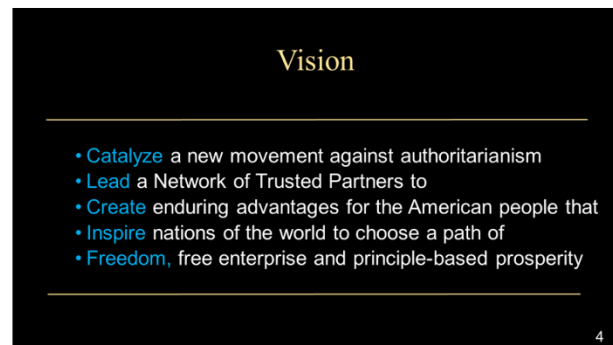 Vision
• Catalyze a new movement against authoritarianism
• Lead a Network of Trusted Partners to
• Create enduring advantages for the American people that
• Inspire nations of the world to choose a path of
• Freedom, free enterprise and principle-based prosperity
4